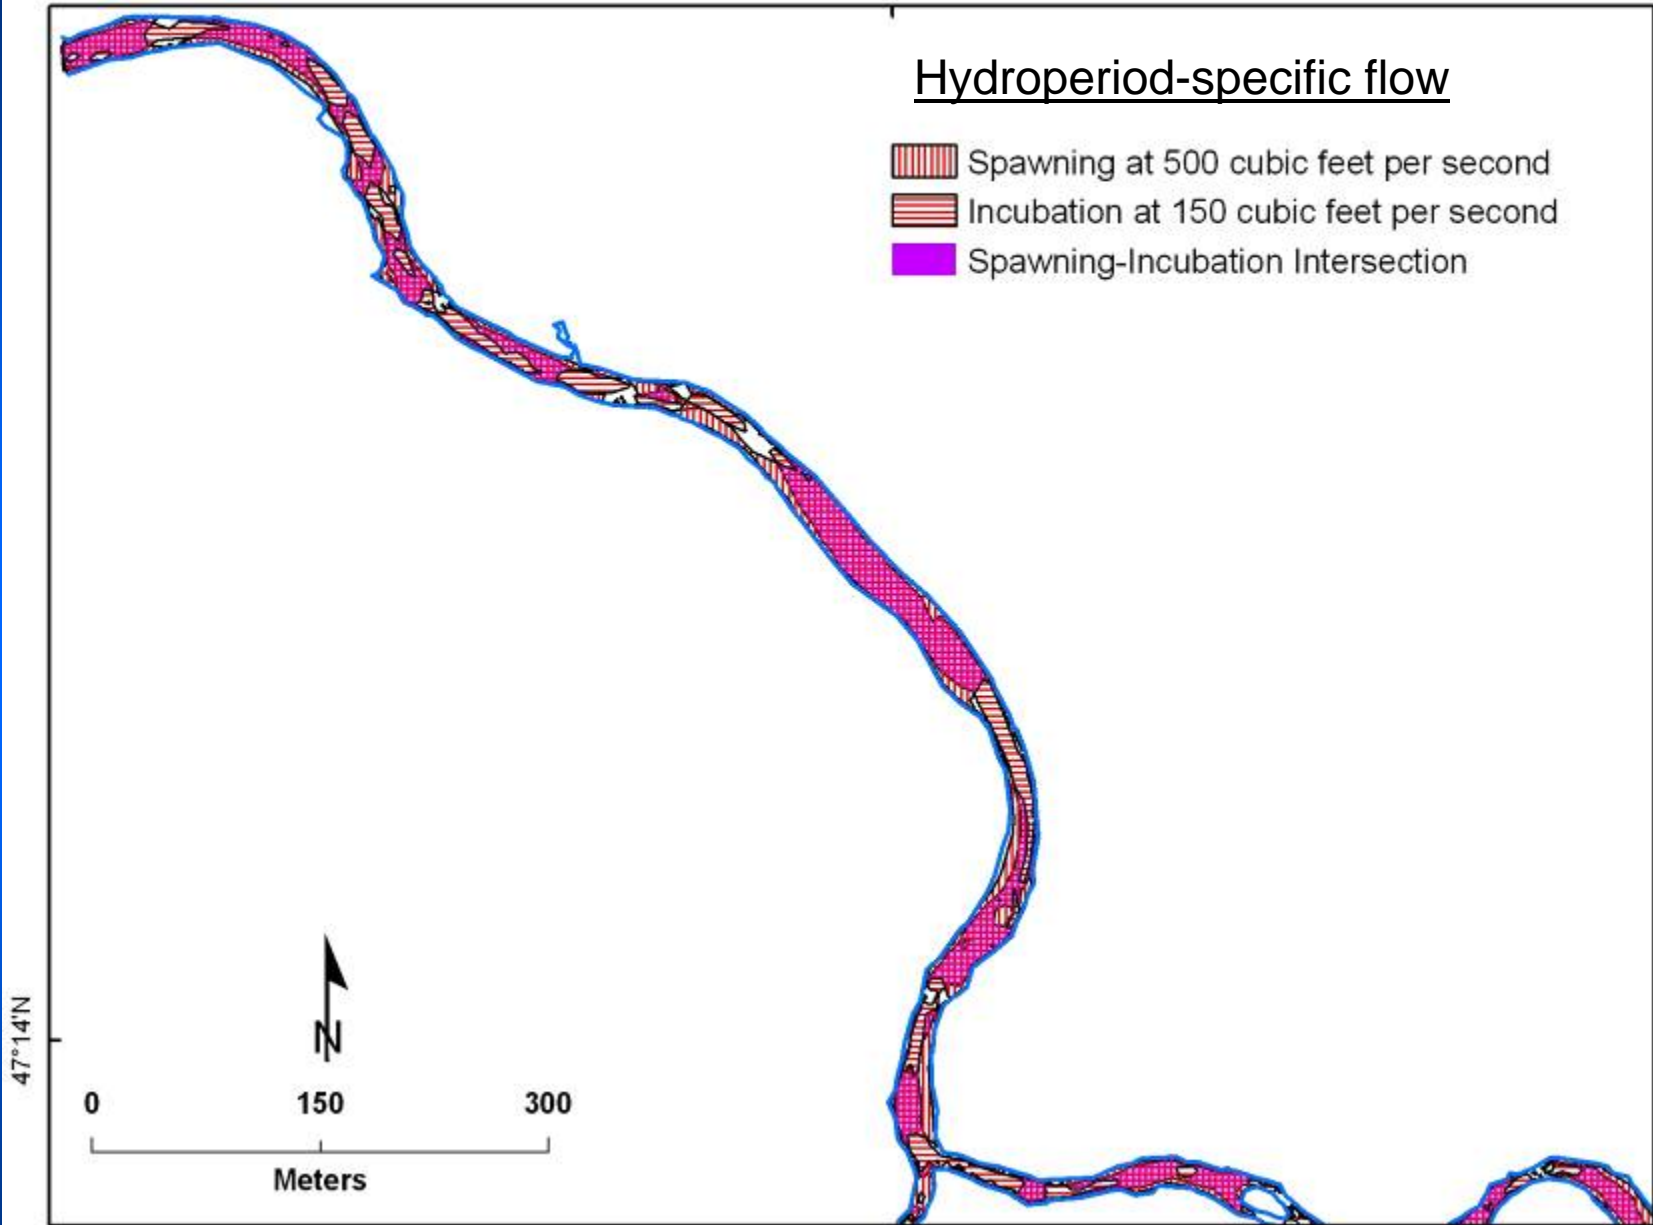 Hydroperiod-specific flow
Spawning at 500 cubic feet per second
Incubation at 150 cubic feet per second
Spawning-Incubation Intersection
47°14'N
N
0 150 300
Meters